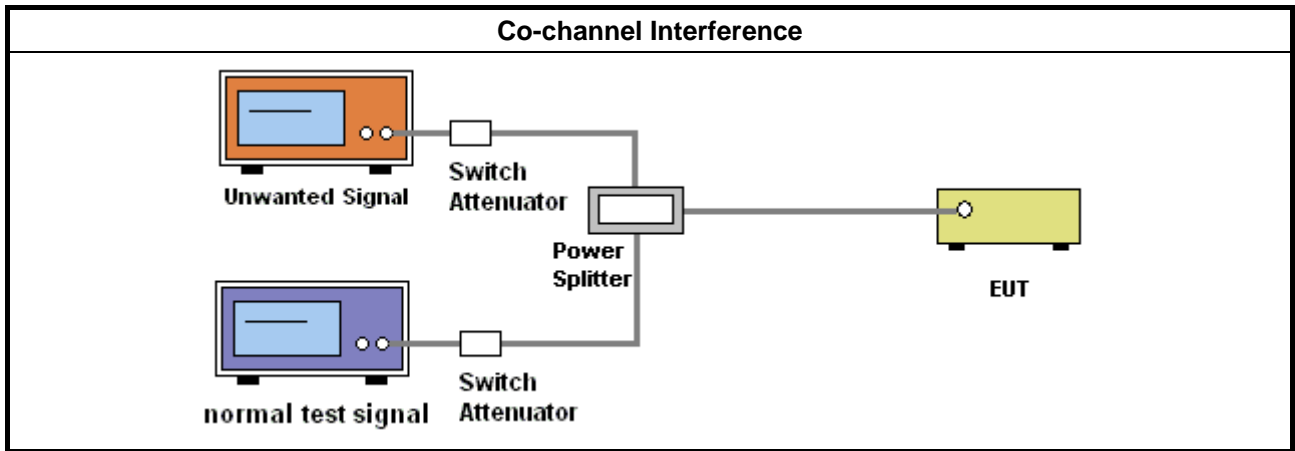 Co-channel Interference
Unwanted Signal
Switch
Attenuator
Power
Splitter
EUT
normal test signal
Switch
Attenuator